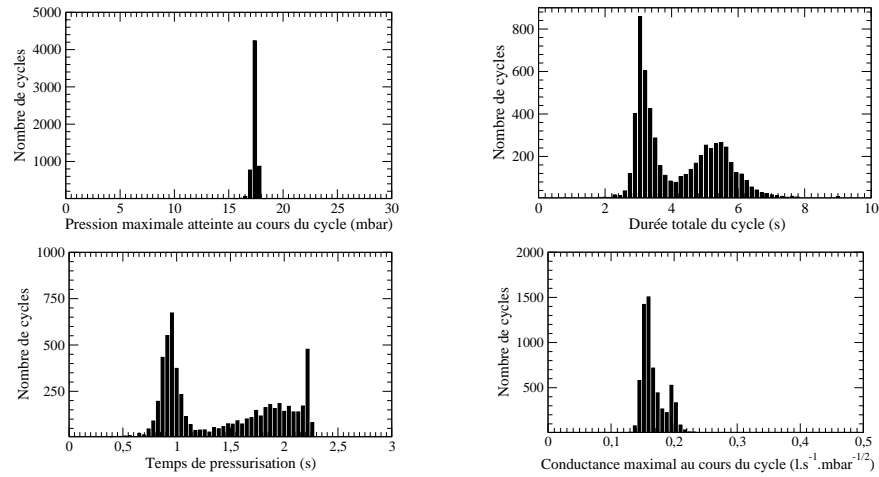 5000
4000
3000
2000
1000
0 5 10 15 20 25 30
Nombre de cycles
Pression maximale atteinte au cours du cycle (mbar)
800
600
400
200
0 2 4 6 8 10
Nombre de cycles
Durée totale du cycle (s)
1000
750
500
250
0 0,5 1 1,5 2 2,5 3
Nombre de cycles
Temps de pressurisation (s)
2000
1500
1000
500
0 0,1 0,2 0,3 0,4 0,5
Nombre de cycles
Conductance maximal au cours du cycle (l.s⁻¹.mbar⁻¹/²)